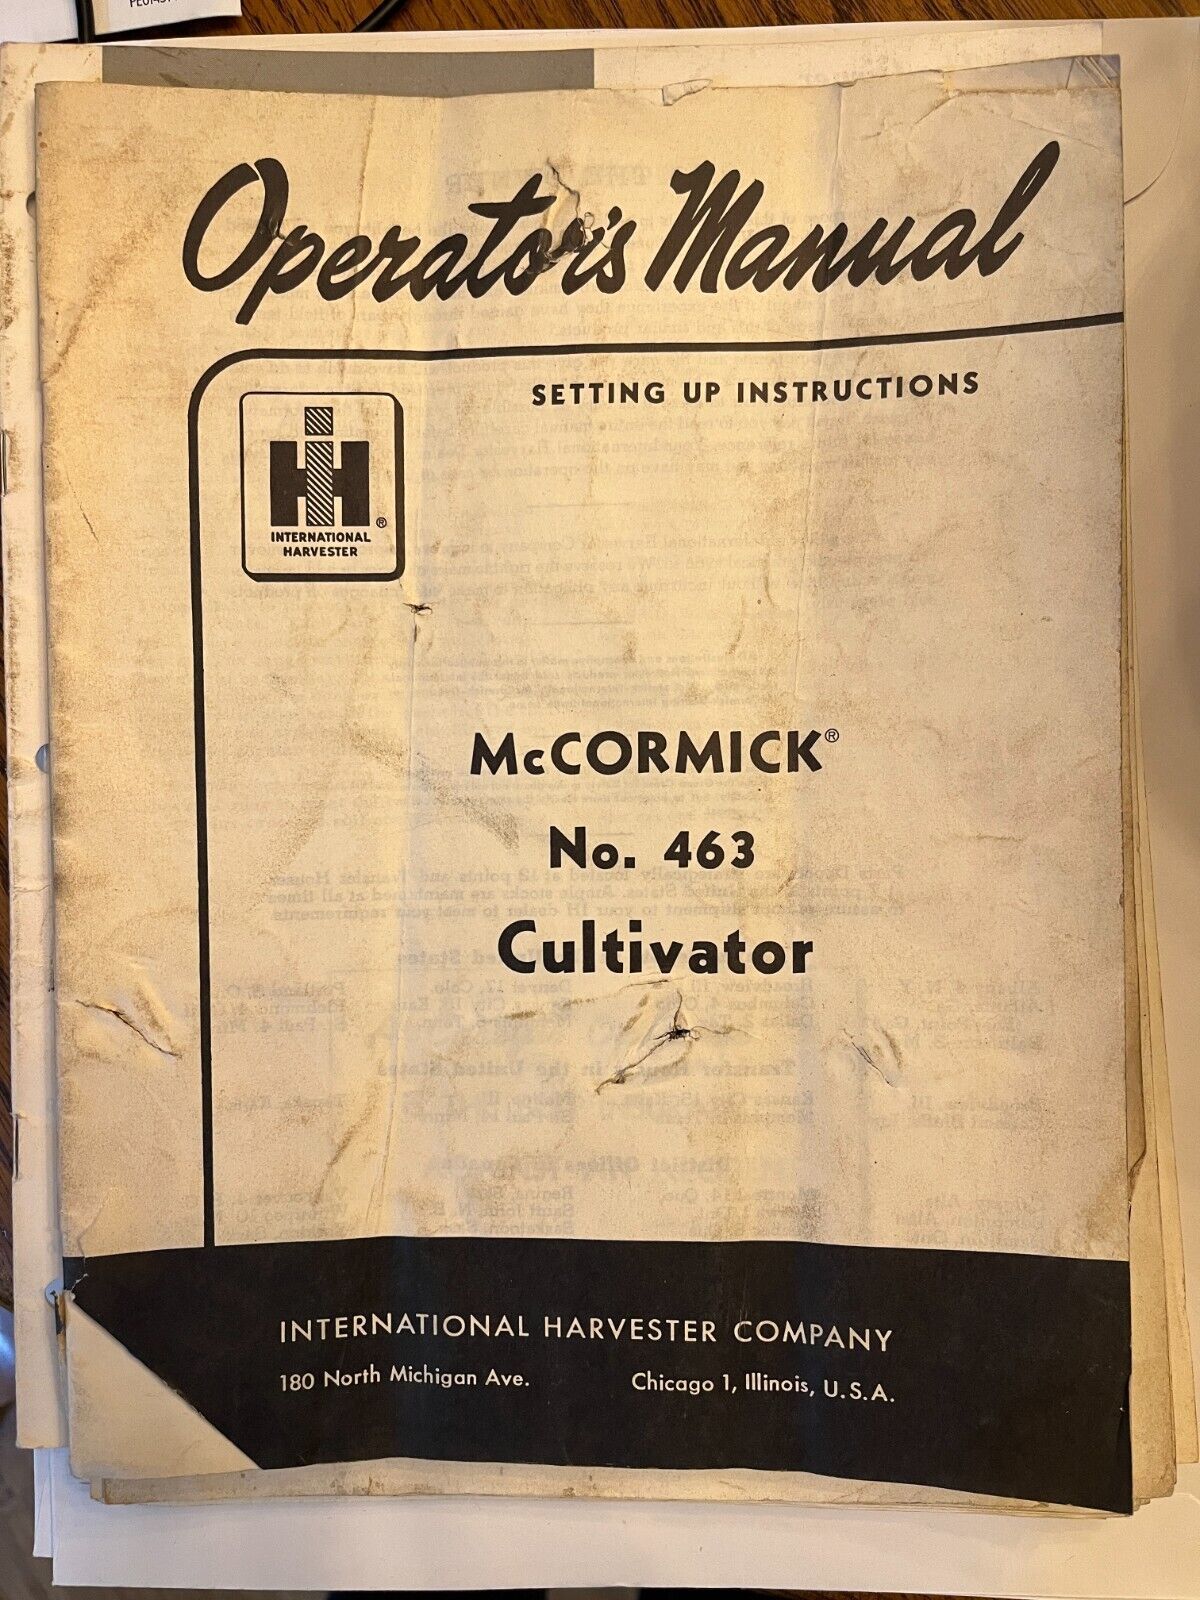 Operator's Manual
SETTING UP INSTRUCTIONS
IH
®
INTERNATIONAL
HARVESTER
McCORMICK®
No. 463
Cultivator
INTERNATIONAL HARVESTER COMPANY
180 North Michigan Ave. Chicago 1, Illinois, U.S.A.